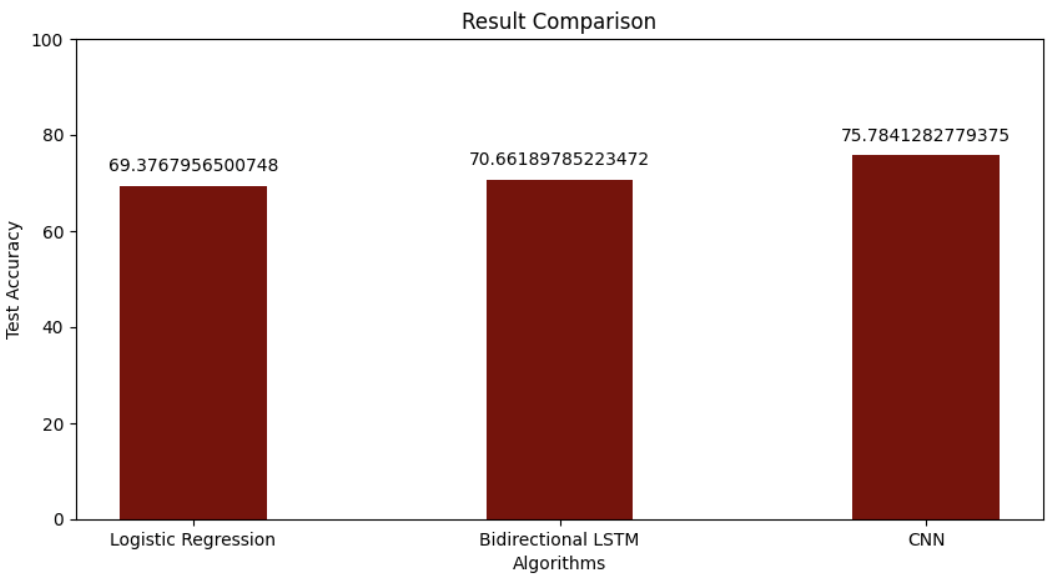 Result Comparison
100
80
60
40
20
0
Test Accuracy
69.3767956500748
70.66189785223472
75.7841282779375
Logistic Regression
Bidirectional LSTM
CNN
Algorithms